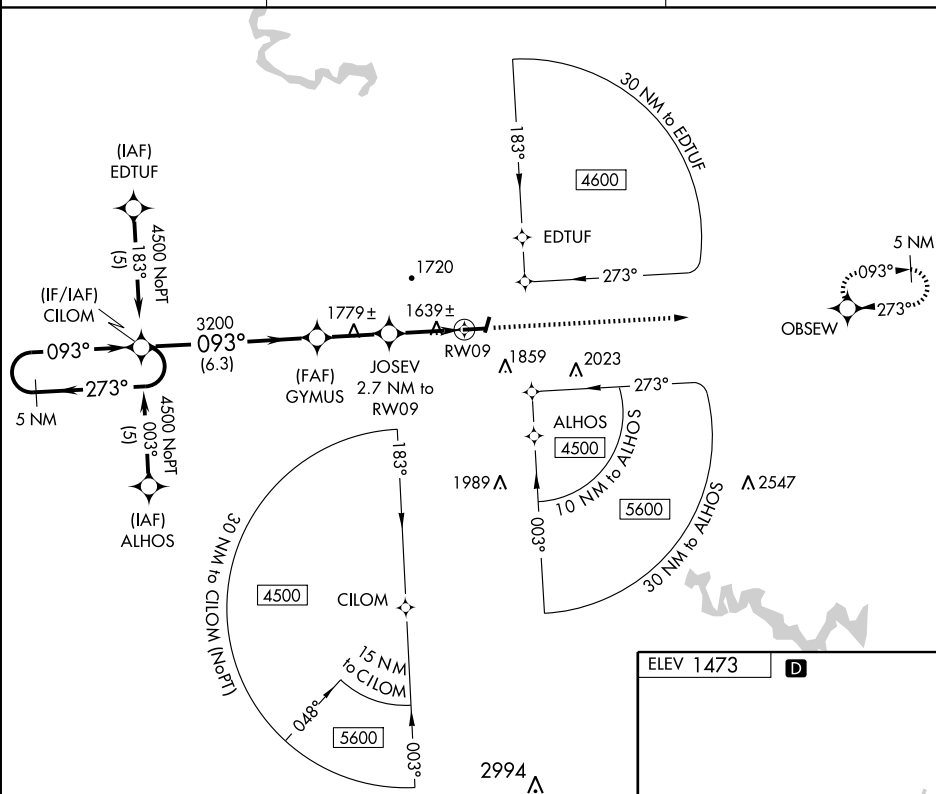 30 NM to EDTUF
183°
4600
EDTUF
273°
5 NM
093°
273°
OBSEW
(IAF)
EDTUF
4500 NoPT
183°
(5)
(IF/IAF)
CILOM
1720
1779±
1639±
3200
093°
(6.3)
093°
273°
5 NM
(FAF)
GYMUS
JOSEV
2.7 NM to
RW09
RW09
1859
2023
273°
4500 NoPT
003°
(5)
(IAF)
ALHOS
ALHOS
4500
10 NM to ALHOS
1989
2547
5600
003°
30 NM to ALHOS
183°
30 NM to CILOM (NoPT)
4500
CILOM
15 NM
to CILOM
048°
5600
003°
2994
ELEV 1473
D